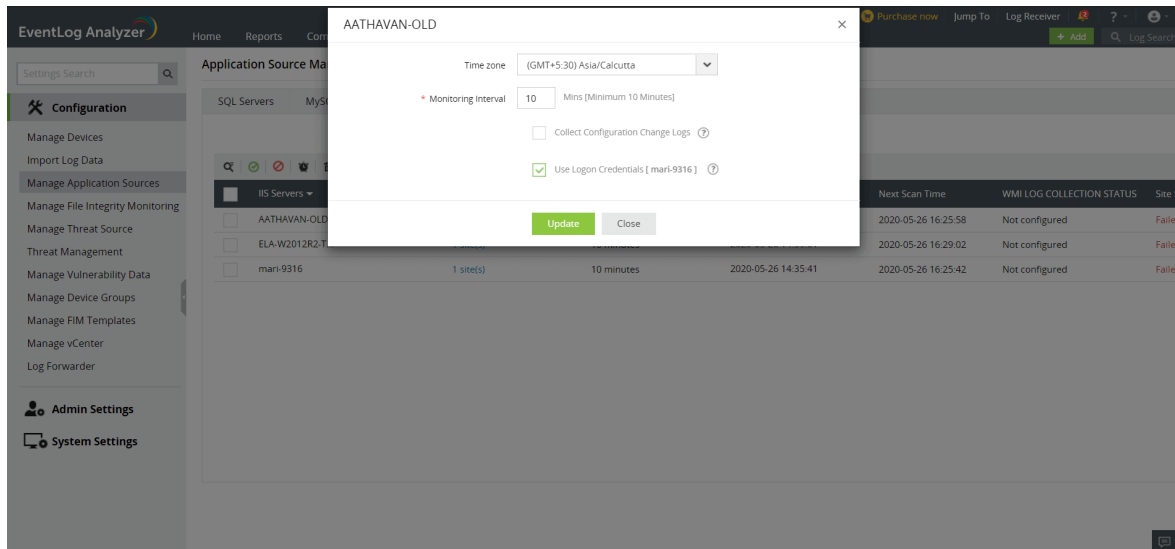 EventLog Analyzer
Home Reports Com
Purchase now Jump To Log Receiver ?
+ Add Log Search
Settings Search
Configuration
Manage Devices
Import Log Data
Manage Application Sources
Manage File Integrity Monitoring
Manage Threat Source
Threat Management
Manage Vulnerability Data
Manage Device Groups
Manage FIM Templates
Manage vCenter
Log Forwarder
Admin Settings
System Settings
Application Source Ma
SQL Servers MyS
AATHAVAN-OLD ×
Time zone (GMT+5:30) Asia/Calcutta
* Monitoring Interval 10 Mins [Minimum 10 Minutes]
Collect Configuration Change Logs ?
Use Logon Credentials [ mari-9316 ] ?
Update Close
IIS Servers Next Scan Time WMI LOG COLLECTION STATUS Site
AATHAVAN-OLD 2020-05-26 16:25:58 Not configured Faile
ELA-W2012R2-T 2020-05-26 16:29:02 Not configured Faile
mari-9316 1 site(s) 10 minutes 2020-05-26 14:35:41 2020-05-26 16:25:42 Not configured Faile